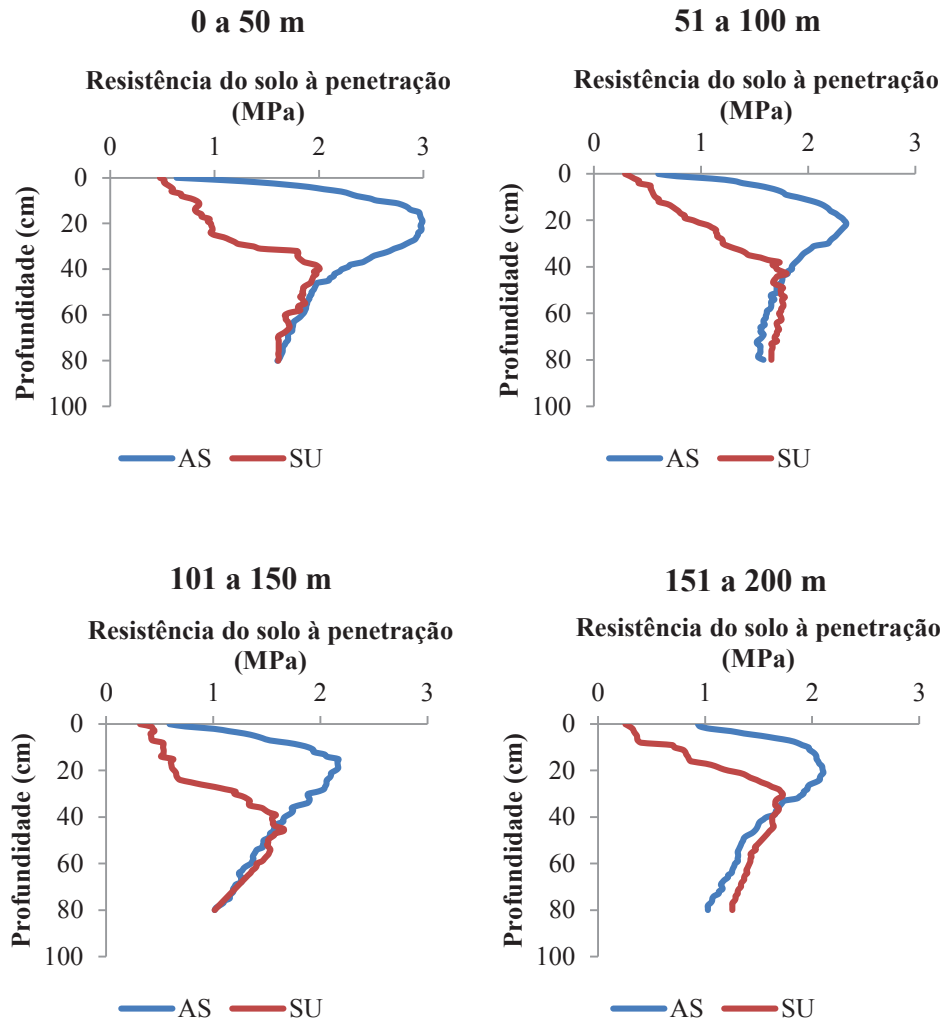 0 a 50 m
Resistência do solo à penetração
(MPa)
0 1 2 3
0
20
40
60
80
100
Profundidade (cm)
AS SU
51 a 100 m
Resistência do solo à penetração
(MPa)
0 1 2 3
0
20
40
60
80
100
Profundidade (cm)
AS SU
101 a 150 m
Resistência do solo à penetração
(MPa)
0 1 2 3
0
20
40
60
80
100
Profundidade (cm)
AS SU
151 a 200 m
Resistência do solo à penetração
(MPa)
0 1 2 3
0
20
40
60
80
100
Profundidade (cm)
AS SU